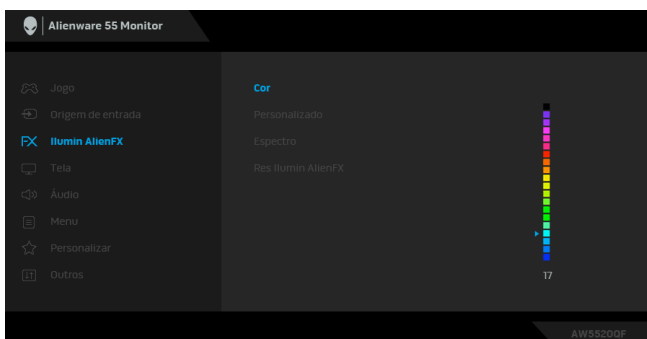 Alienware 55 Monitor
Jogo
Origem de entrada
FX Ilumin AlienFX
Tela
Áudio
Menu
Personalizar
Outros
Cor
Personalizado
Espectro
Res Ilumin AlienFX
17
AW5520QF